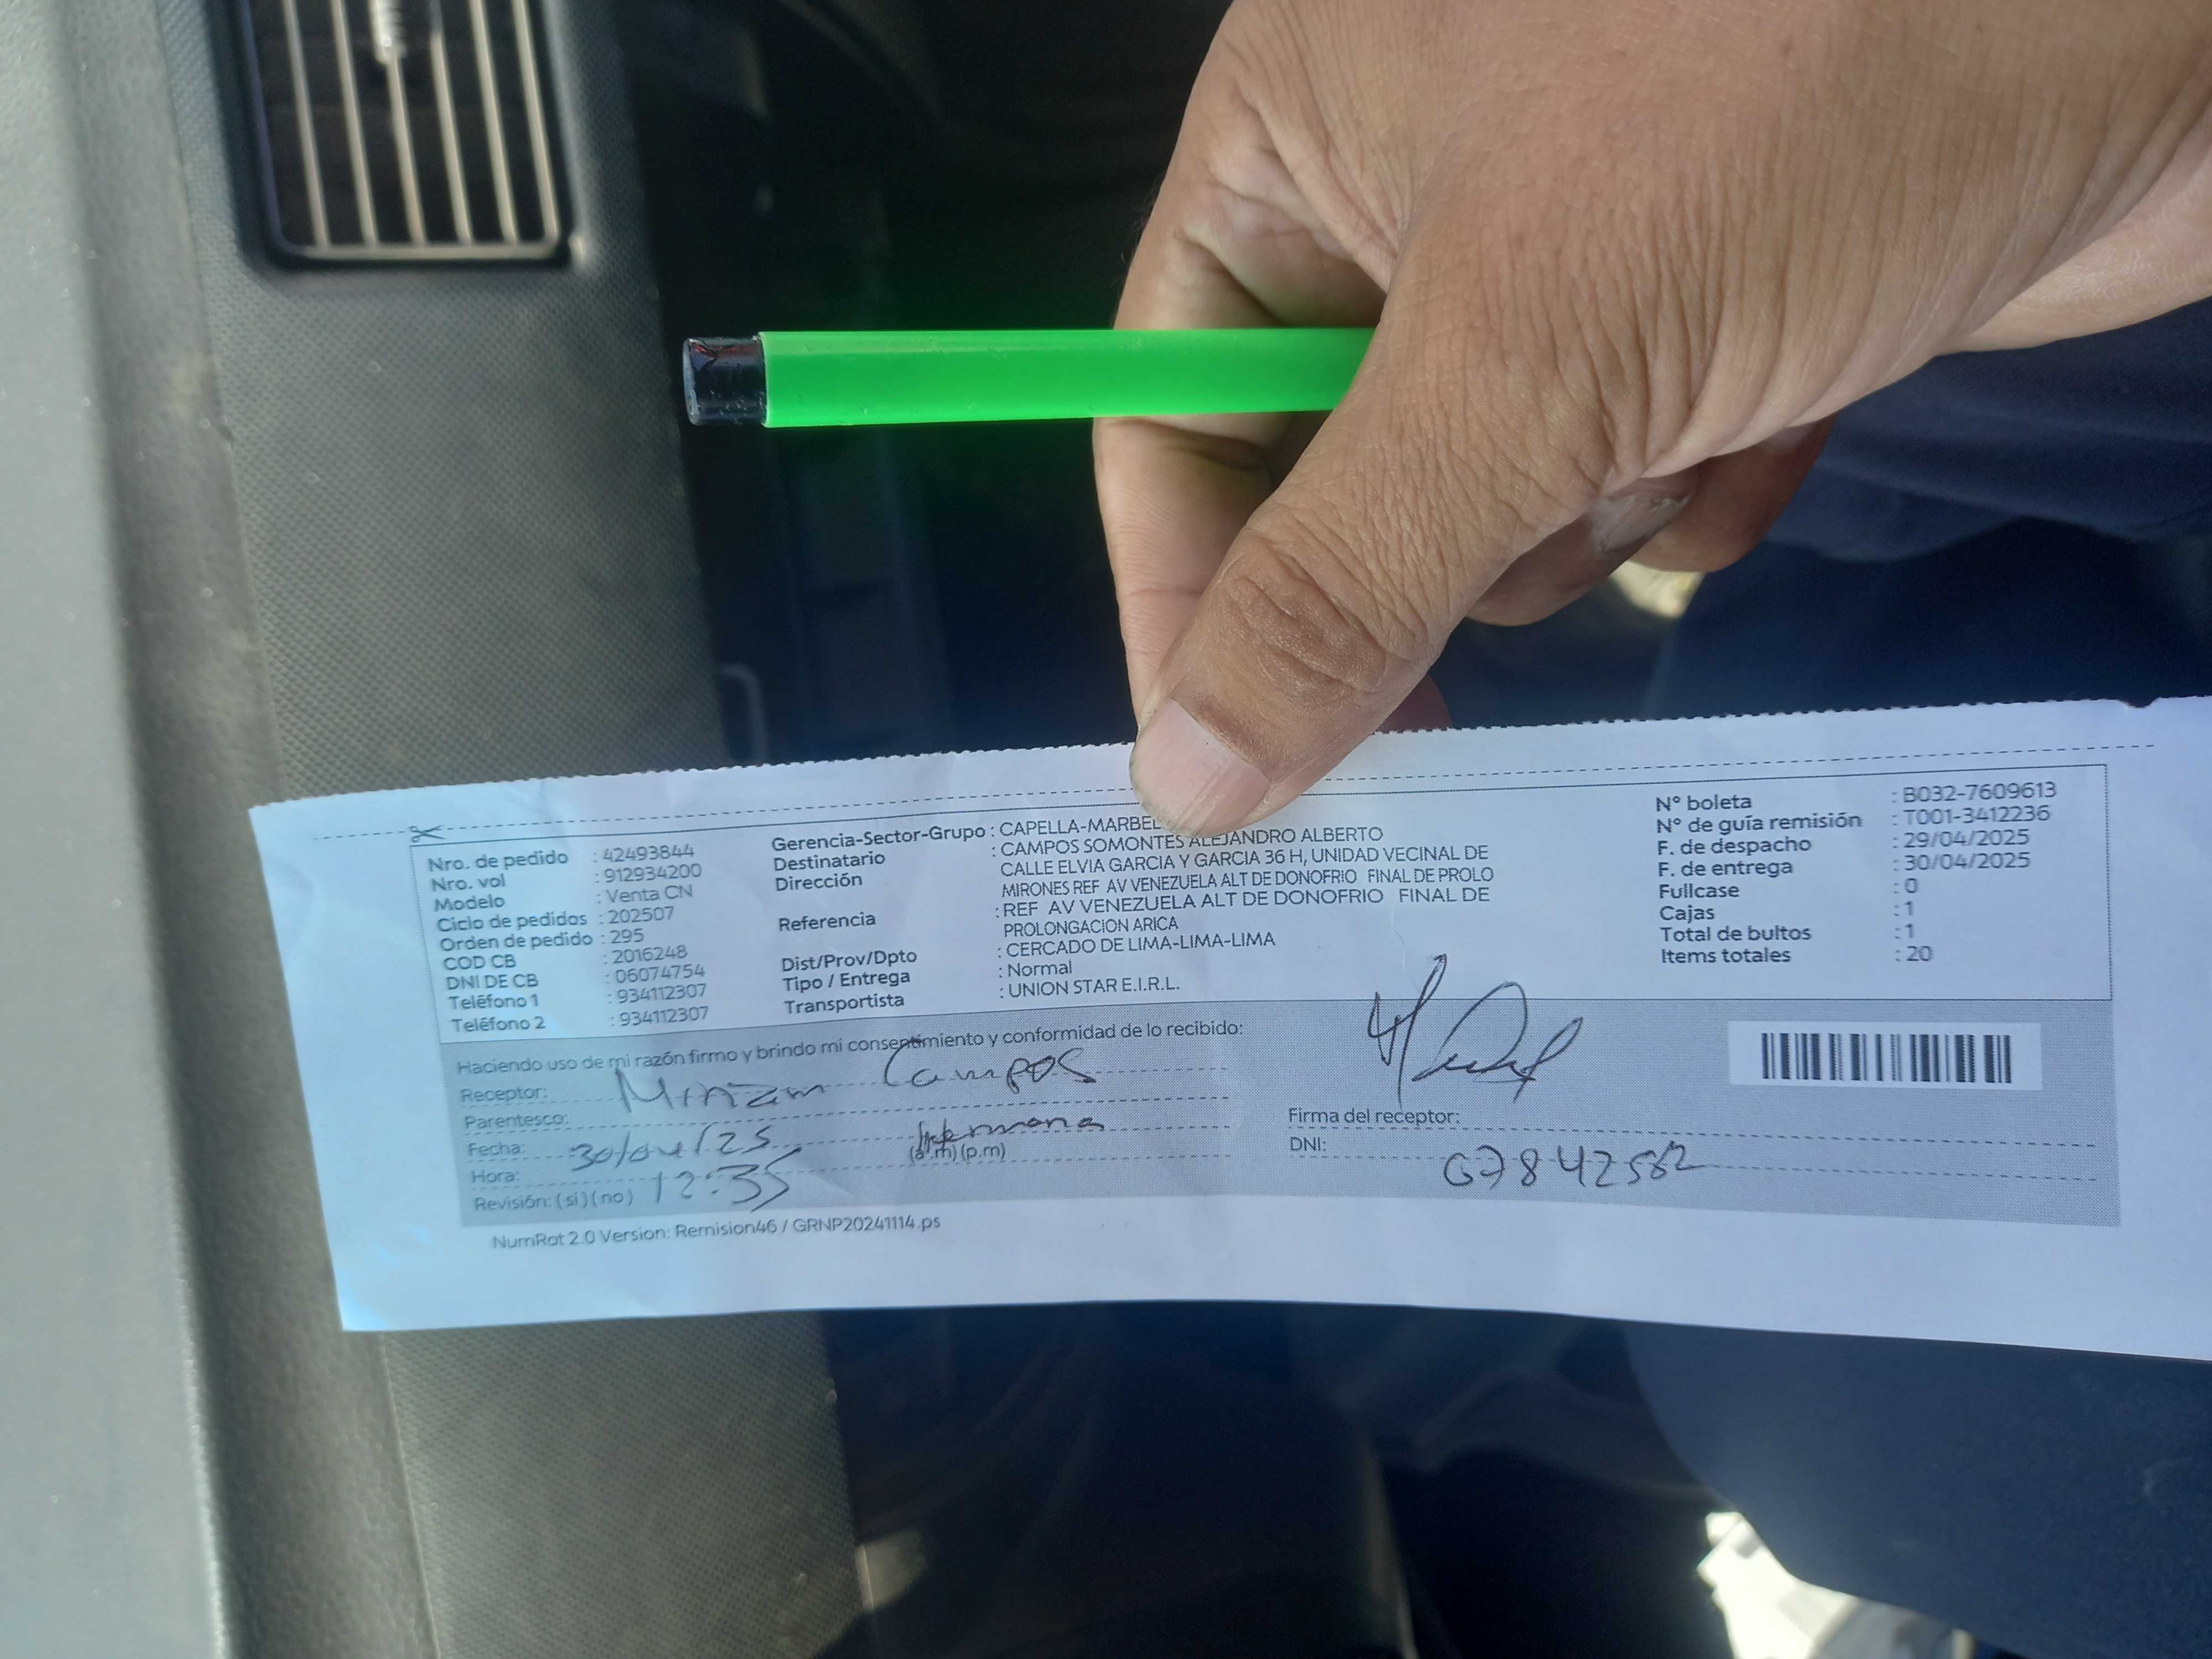 Nro. de pedido : 42493844
Nro. vol : 912934200
Modelo : Venta CN
Ciclo de pedidos : 202507
Orden de pedido : 295
COD CB : 2016248
DNI DE CB : 06074754
Teléfono 1 : 934112307
Teléfono 2 : 934112307
Gerencia-Sector-Grupo : CAPELLA-MARBEL
Destinatario : CAMPOS SOMONTES ALEJANDRO ALBERTO
Dirección CALLE ELVIA GARCIA Y GARCIA 36 H, UNIDAD VECINAL DE
MIRONES REF AV VENEZUELA ALT DE DONOFRIO FINAL DE PROLO
Referencia : REF AV VENEZUELA ALT DE DONOFRIO FINAL DE
PROLONGACION ARICA
Dist/Prov/Dpto : CERCADO DE LIMA-LIMA-LIMA
Tipo / Entrega : Normal
Transportista : UNION STAR E.I.R.L.
N° boleta : B032-7609613
N° de guía remisión : T001-3412236
F. de despacho : 29/04/2025
F. de entrega : 30/04/2025
Fullcase : 0
Cajas : 1
Total de bultos : 1
Items totales : 20
Haciendo uso de mi razón firmo y brindo mi consentimiento y conformidad de lo recibido:
Receptor: Miriam Campos
Parentesco: Hermana
Fecha: 30/04/25
Hora: 12:35 (a.m) (p.m)
Revisión: (si) (no)
Firma del receptor:
DNI:
NumRot 2.0 Version: Remision46 / GRNP20241114.ps